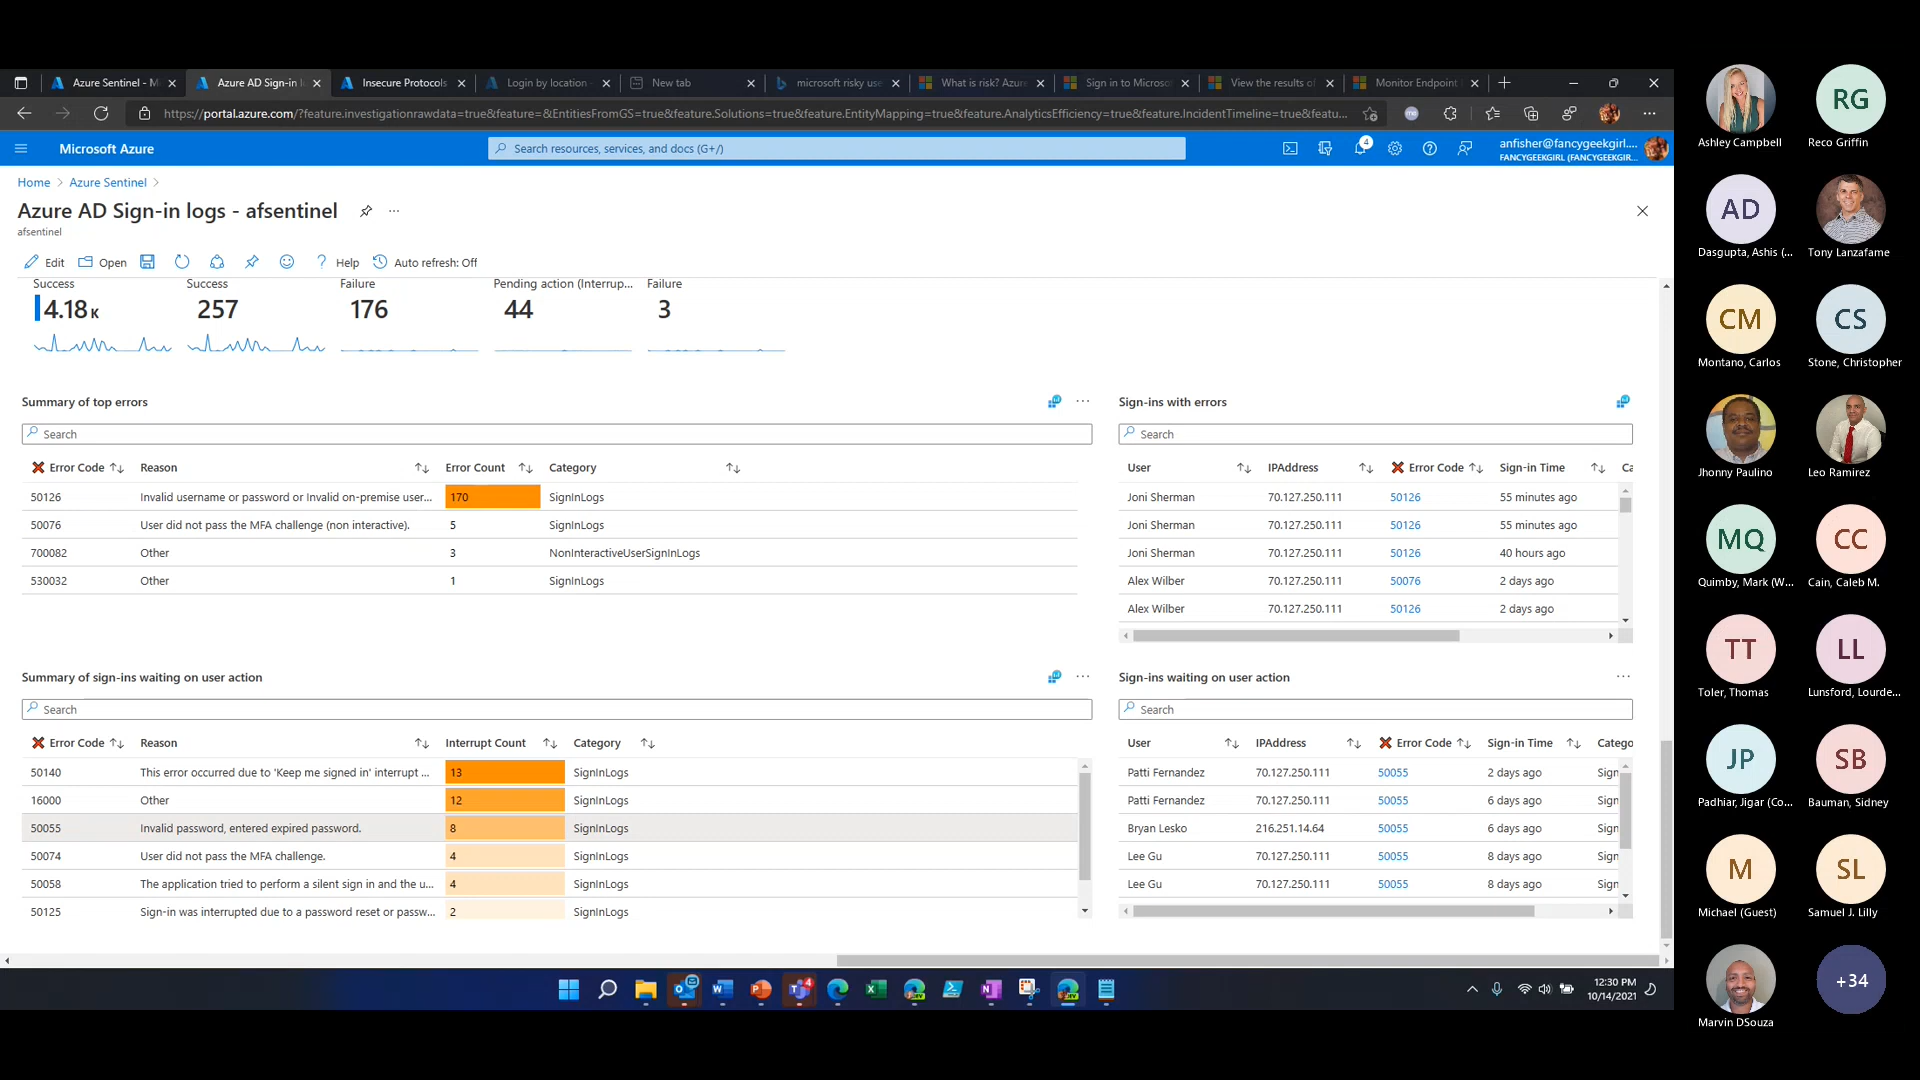 Azure Sentinel - M
Azure AD Sign-in l
Insecure Protocols
Login by location -
New tab
microsoft risky use
What is risk? Azure
Sign in to Microso
View the results of
Monitor Endpoint
https://portal.azure.com/?feature.investigationrawdata=true&feature=&EntitiesFromGS=true&feature.Solutions=true&feature.EntityMapping=true&feature.AnalyticsEfficiency=true&feature.IncidentTimeline=true&featu...
Microsoft Azure
Search resources, services, and docs (G+/)
4
anfisher@fancygeekgirl....
FANCYGEEKGIRL (FANCYGEEKGIR...
Home > Azure Sentinel >
Azure AD Sign-in logs - afsentinel
afsentinel
Edit Open Help Auto refresh: Off
Success Success Failure Pending action (Interrup... Failure
4.18K 257 176 44 3
Summary of top errors
Search
Error Code Reason Error Count Category
50126 Invalid username or password or Invalid on-premise user... 170 SignInLogs
50076 User did not pass the MFA challenge (non interactive). 5 SignInLogs
700082 Other 3 NonInteractiveUserSignInLogs
530032 Other 1 SignInLogs
Sign-ins with errors
Search
User IPAddress Error Code Sign-in Time Ca
Joni Sherman 70.127.250.111 50126 55 minutes ago
Joni Sherman 70.127.250.111 50126 55 minutes ago
Joni Sherman 70.127.250.111 50126 40 hours ago
Alex Wilber 70.127.250.111 50076 2 days ago
Alex Wilber 70.127.250.111 50126 2 days ago
Summary of sign-ins waiting on user action
Search
Error Code Reason Interrupt Count Category
50140 This error occurred due to 'Keep me signed in' interrupt ... 13 SignInLogs
16000 Other 12 SignInLogs
50055 Invalid password, entered expired password. 8 SignInLogs
50074 User did not pass the MFA challenge. 4 SignInLogs
50058 The application tried to perform a silent sign in and the u... 4 SignInLogs
50125 Sign-in was interrupted due to a password reset or passw... 2 SignInLogs
Sign-ins waiting on user action
Search
User IPAddress Error Code Sign-in Time Catego
Patti Fernandez 70.127.250.111 50055 2 days ago Sign
Patti Fernandez 70.127.250.111 50055 6 days ago Sign
Bryan Lesko 216.251.14.64 50055 6 days ago Sign
Lee Gu 70.127.250.111 50055 8 days ago Sign
Lee Gu 70.127.250.111 50055 8 days ago Sign
12:30 PM
10/14/2021
RG
Ashley Campbell Reco Griffin
AD
Dasgupta, Ashis (... Tony Lanzafame
CM CS
Montano, Carlos Stone, Christopher
Jhonny Paulino Leo Ramirez
MQ CC
Quimby, Mark (W... Cain, Caleb M.
TT LL
Toler, Thomas Lunsford, Lourde...
JP SB
Padhiar, Jigar (Co... Bauman, Sidney
M SL
Michael (Guest) Samuel J. Lilly
+34
Marvin DSouza